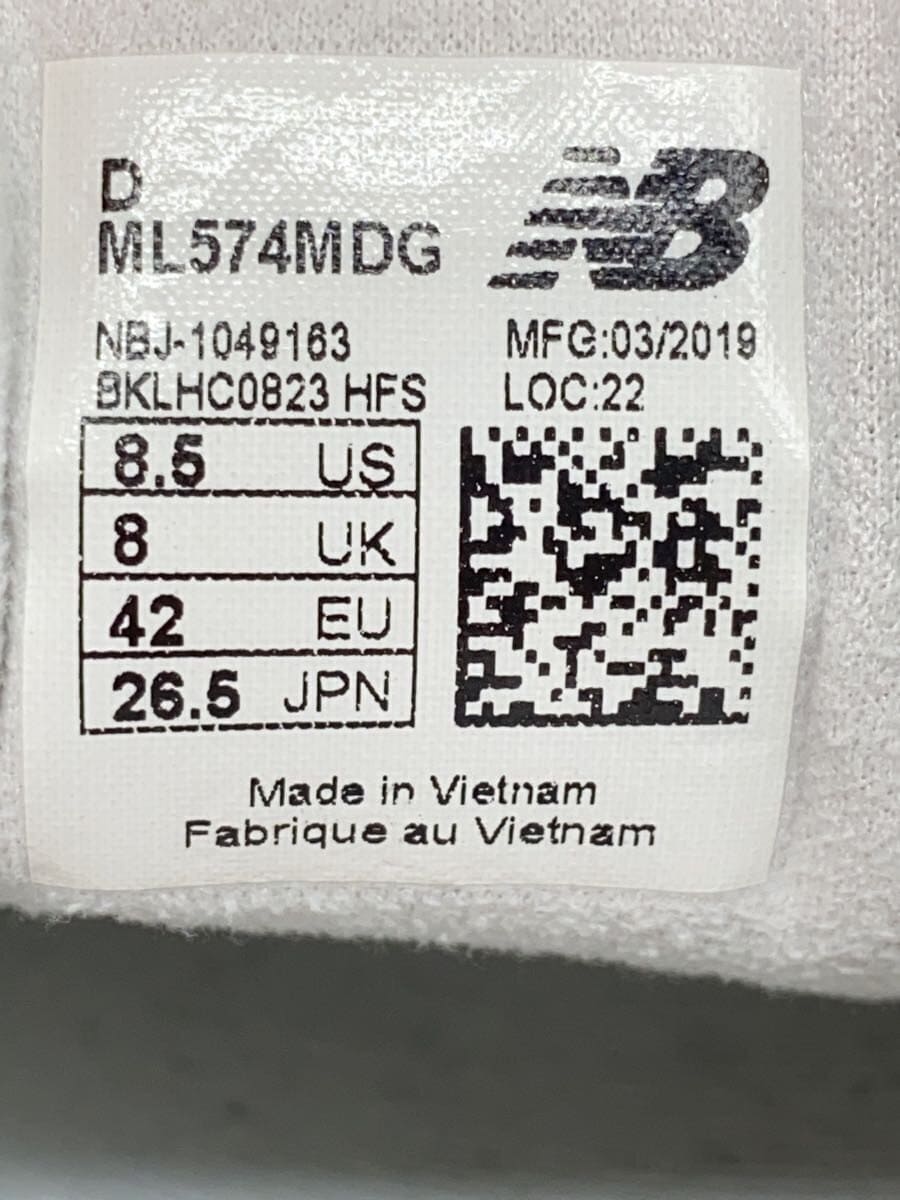 D
ML574MDG
NB
NBJ-1049163
BKLHC0823 HFS
MFG:03/2019
LOC:22
8.5 US
8 UK
42 EU
26.5 JPN
Made in Vietnam
Fabrique au Vietnam